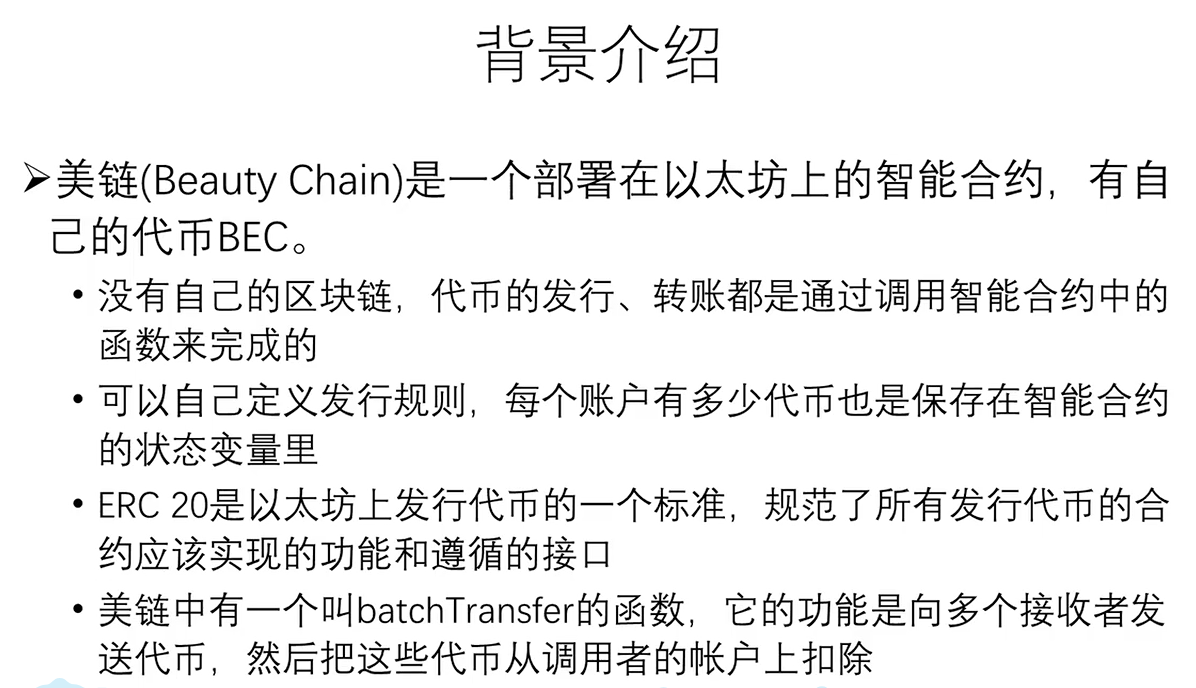 背景介绍
➢美链(Beauty Chain)是一个部署在以太坊上的智能合约，有自
己的代币BEC。
• 没有自己的区块链，代币的发行、转账都是通过调用智能合约中的
函数来完成的
• 可以自己定义发行规则，每个账户有多少代币也是保存在智能合约
的状态变量里
• ERC 20是以太坊上发行代币的一个标准，规范了所有发行代币的合
约应该实现的功能和遵循的接口
• 美链中有一个叫batchTransfer的函数，它的功能是向多个接收者发
送代币，然后把这些代币从调用者的帐户上扣除